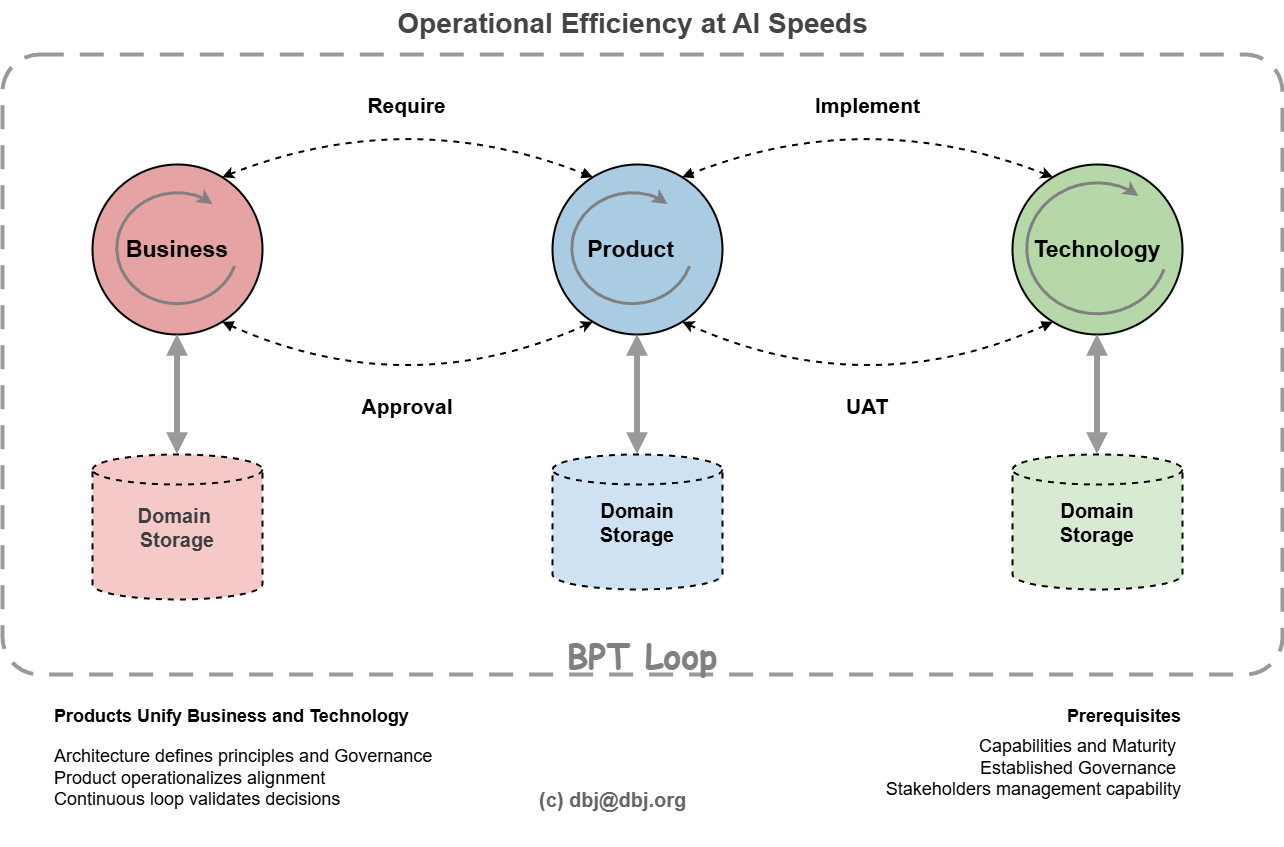 Operational Efficiency at AI Speeds
Require
Implement
Business
Product
Technology
Approval
UAT
Domain
Storage
Domain
Storage
Domain
Storage
BPT Loop
Products Unify Business and Technology
Architecture defines principles and Governance
Product operationalizes alignment
Continuous loop validates decisions
(c) dbj@dbj.org
Prerequisites
Capabilities and Maturity
Established Governance
Stakeholders management capability